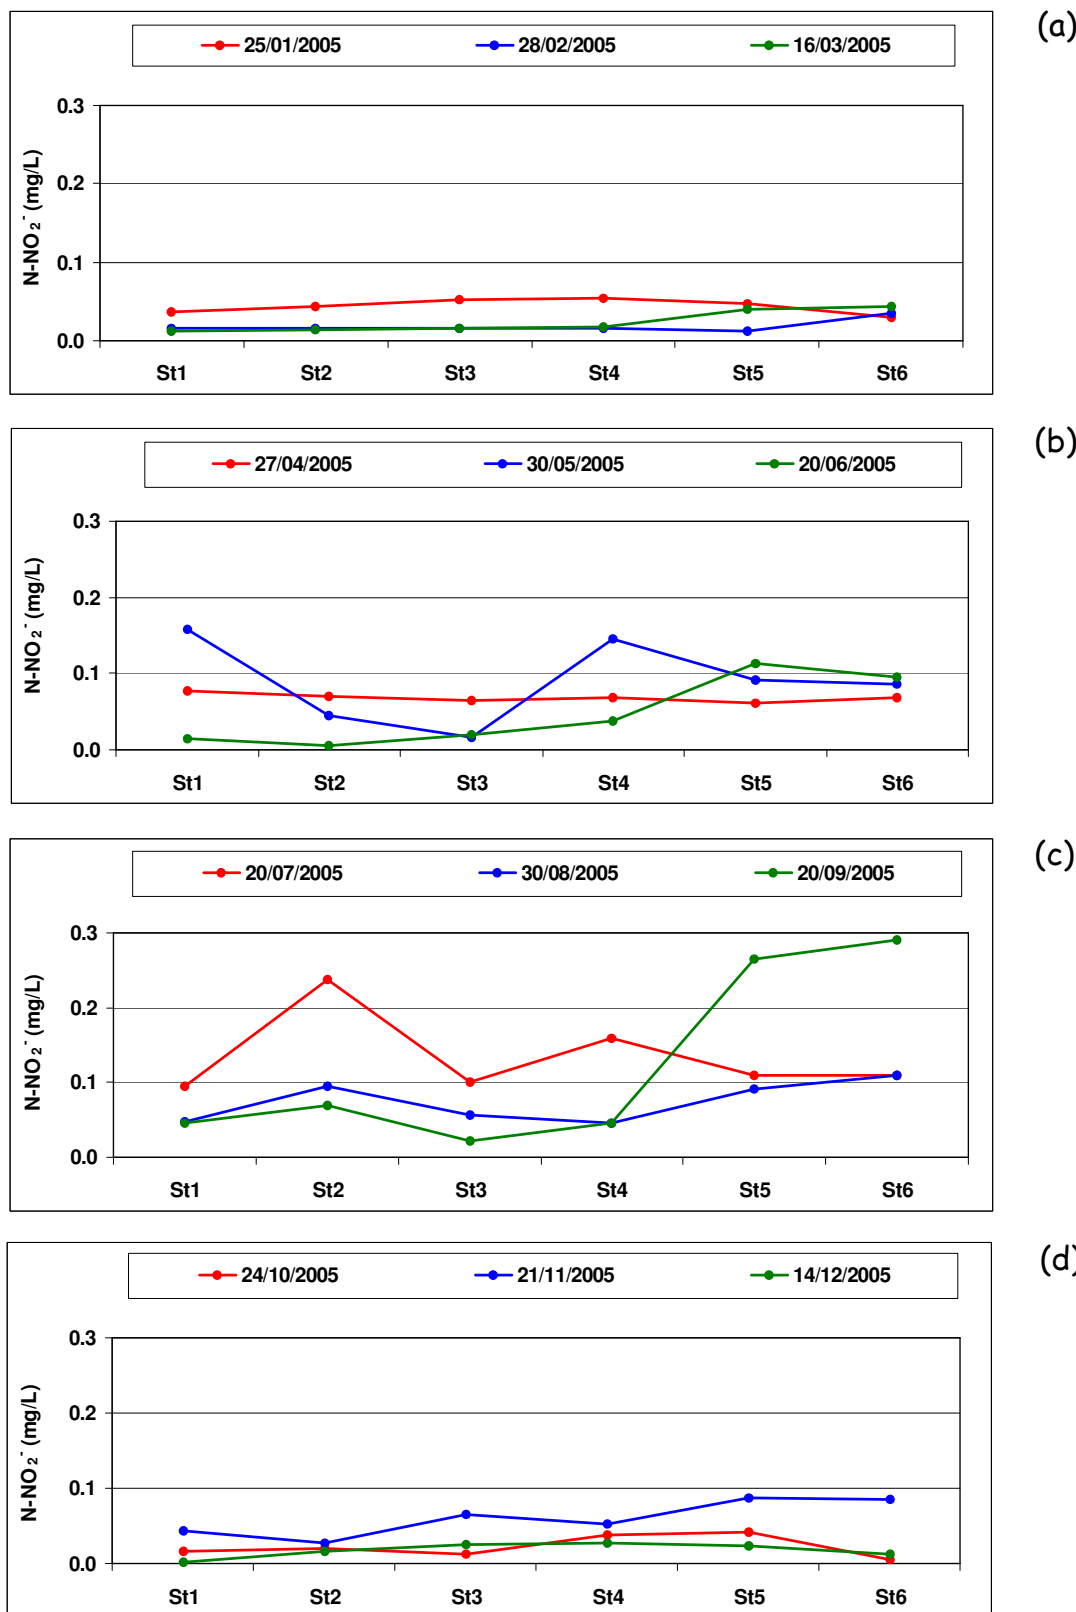 (a)
25/01/2005 28/02/2005 16/03/2005
N-NO₂⁻ (mg/L)
0.3
0.2
0.1
0.0
St1 St2 St3 St4 St5 St6
(b)
27/04/2005 30/05/2005 20/06/2005
N-NO₂⁻ (mg/L)
0.3
0.2
0.1
0.0
St1 St2 St3 St4 St5 St6
(c)
20/07/2005 30/08/2005 20/09/2005
N-NO₂⁻ (mg/L)
0.3
0.2
0.1
0.0
St1 St2 St3 St4 St5 St6
(d)
24/10/2005 21/11/2005 14/12/2005
N-NO₂⁻ (mg/L)
0.3
0.2
0.1
0.0
St1 St2 St3 St4 St5 St6